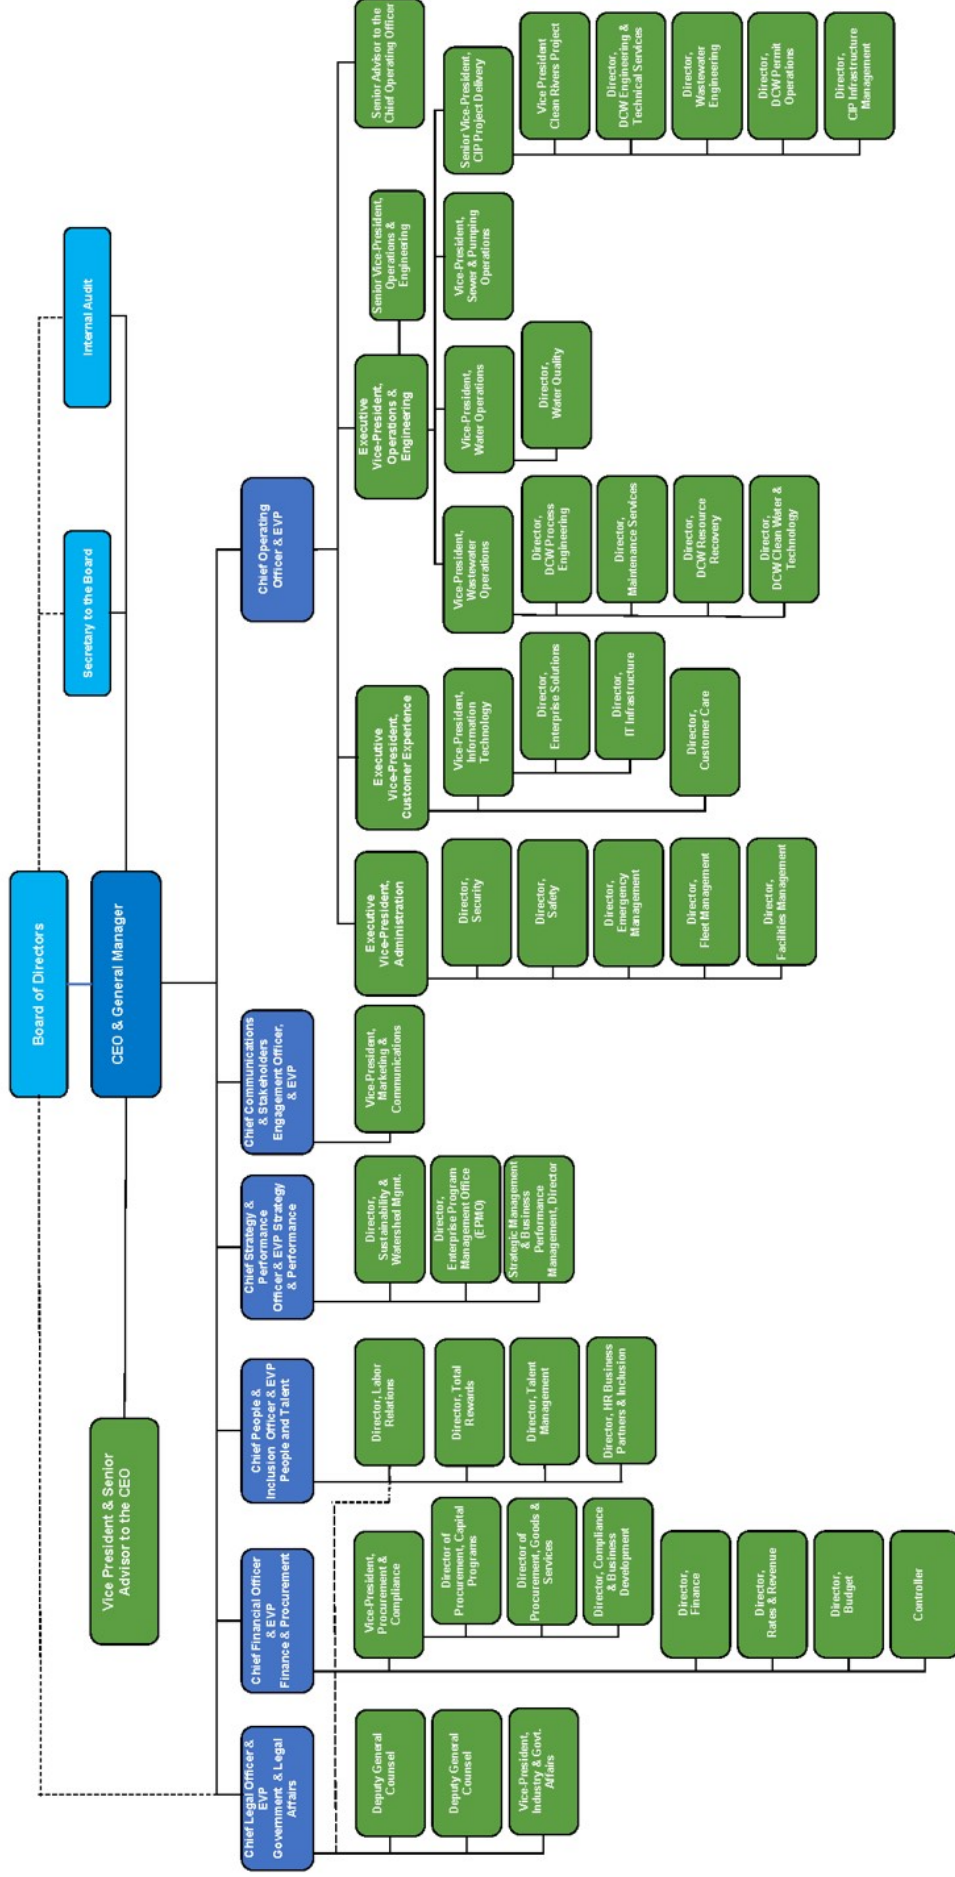 Board of Directors
CEO & General Manager
Secretary to the Board
Internal Audit
Vice President & Senior
Advisor to the CEO
Chief Legal Officer &
EVP
Government & Legal
Affairs
Deputy General
Counsel
Deputy General
Counsel
Vice-President,
Industry & Govt.
Affairs
Chief Financial Officer
& EVP
Finance & Procurement
Vice-President,
Procurement &
Compliance
Director of
Procurement, Capital
Programs
Director of
Procurement, Goods &
Services
Director, Compliance
& Business
Development
Director,
Finance
Director,
Rates & Revenue
Director,
Budget
Controller
Chief People &
Inclusion Officer & EVP
People and Talent
Director, Labor
Relations
Director, Total
Rewards
Director, Talent
Management
Director, HR Business
Partners & Inclusion
Chief Strategy &
Performance
Officer & EVP Strategy
& Performance
Director,
Sustainability &
Watershed Mgmt.
Director,
Enterprise Program
Management Office
(EPMO)
Strategic Management
& Business
Performance
Management, Director
Chief Communications
& Stakeholders
Engagement Officer,
& EVP
Vice-President,
Marketing &
Communications
Chief Operating
Officer & EVP
Executive
Vice-President,
Administration
Director,
Security
Director,
Safety
Director,
Emergency
Management
Director,
Fleet Management
Director,
Facilities Management
Executive
Vice-President,
Customer Experience
Vice-President,
Information
Technology
Director,
Enterprise Solutions
Director,
IT Infrastructure
Director,
Customer Care
Executive
Vice-President,
Operations &
Engineering
Senior Vice-President,
Operations &
Engineering
Vice-President,
Wastewater
Operations
Director,
DCW Process
Engineering
Director,
Maintenance Services
Director,
DCW Resource
Recovery
Director,
DCW Clean Water &
Technology
Vice-President,
Water Operations
Director,
Water Quality
Vice-President,
Sewer & Pumping
Operations
Senior Vice-President,
CIP Project Delivery
Vice President
Clean Rivers Project
Director,
DCW Engineering &
Technical Services
Director,
Wastewater
Engineering
Director,
DCW Permit
Operations
Director,
CIP Infrastructure
Management
Senior Advisor to the
Chief Operating Officer